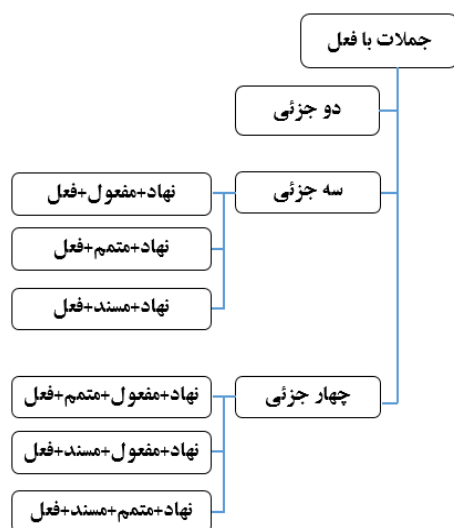 جملات با فعل
دو جزئی
سه جزئی
نهاد+مفعول+فعل
نهاد+متمم+فعل
نهاد+مسند+فعل
چهار جزئی
نهاد+مفعول+متمم+فعل
نهاد+مفعول+مسند+فعل
نهاد+متمم+مسند+فعل